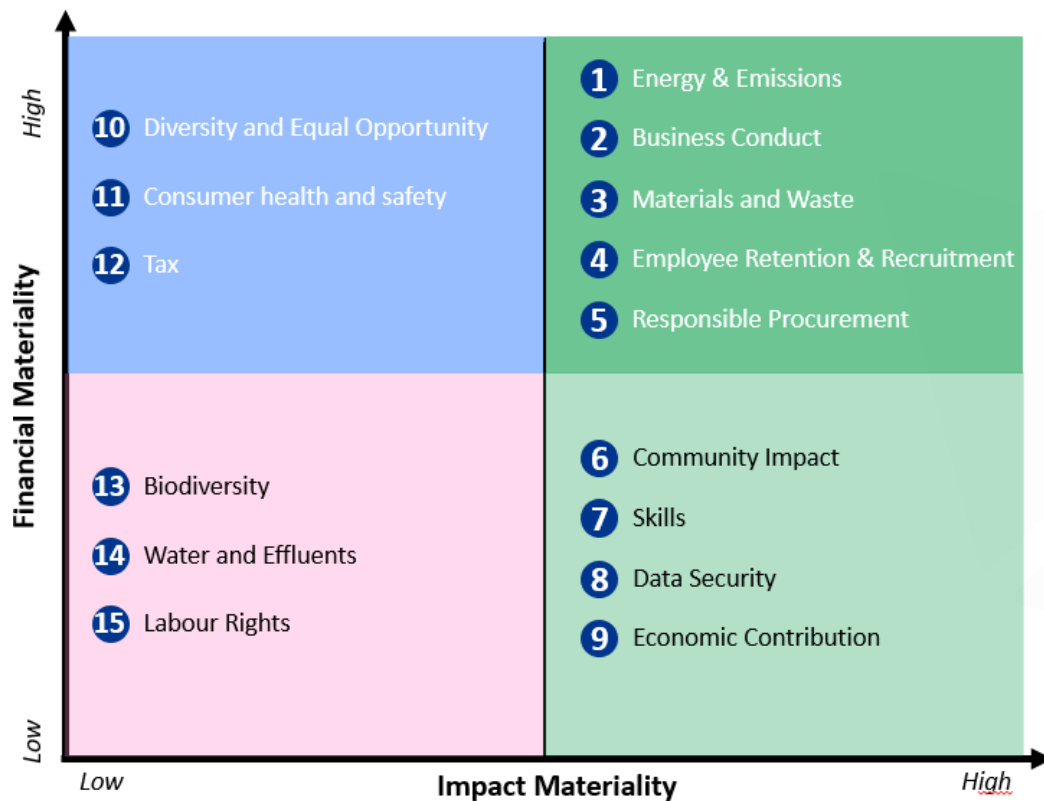 High
10 Diversity and Equal Opportunity
11 Consumer health and safety
12 Tax
1 Energy & Emissions
2 Business Conduct
3 Materials and Waste
4 Employee Retention & Recruitment
5 Responsible Procurement
Financial Materiality
13 Biodiversity
14 Water and Effluents
15 Labour Rights
6 Community Impact
7 Skills
8 Data Security
9 Economic Contribution
Low
Low
Impact Materiality
High